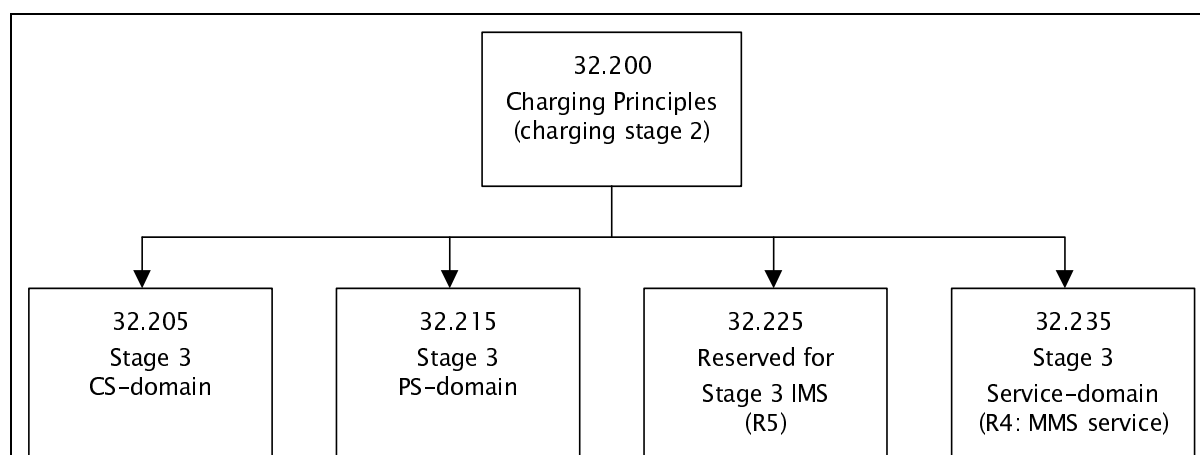 32.200
Charging Principles
(charging stage 2)
32.205
Stage 3
CS-domain
32.215
Stage 3
PS-domain
32.225
Reserved for
Stage 3 IMS
(R5)
32.235
Stage 3
Service-domain
(R4: MMS service)